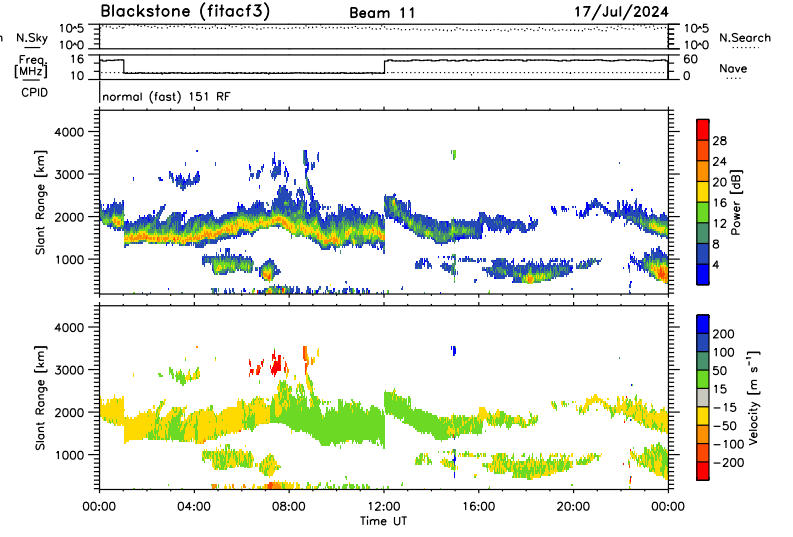 Blackstone (fitacf3) Beam 11 17/Jul/2024
N.Sky 10^5 10^5 N.Search
10^0 10^0
Freq. 16 60 Nave
[MHz] 10 0
CPID normal (fast) 151 RF
Slant Range [km]
4000
3000
2000
1000
28
24
20
16
12
8
4
Power [dB]
Slant Range [km]
4000
3000
2000
1000
200
100
50
15
-15
-50
-100
-200
Velocity [m s⁻¹]
00:00 04:00 08:00 12:00 16:00 20:00 00:00
Time UT